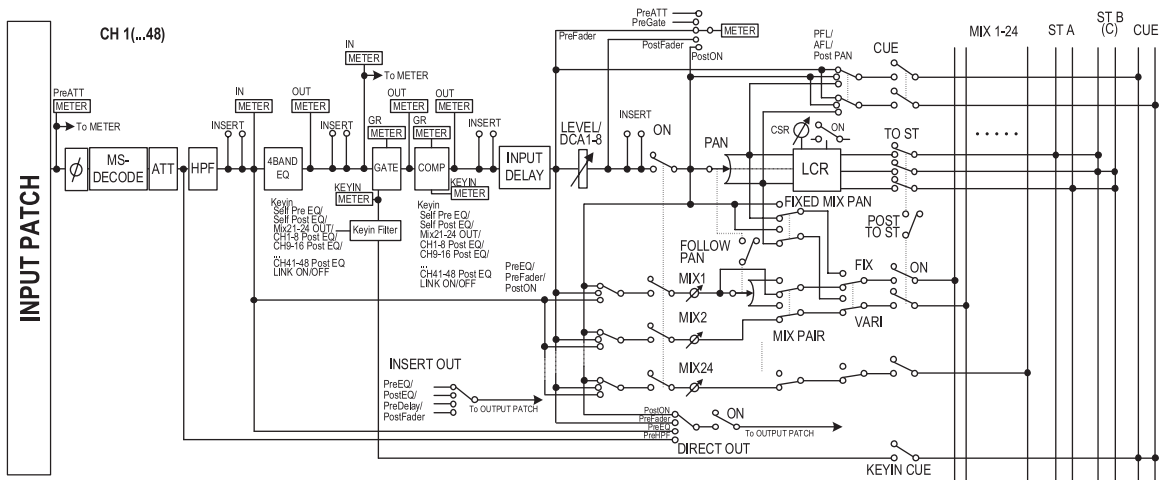 CH 1(...48)
INPUT PATCH
PreATT
METER
To METER
ø
MS-
DECODE
ATT
HPF
INSERT
IN
METER
4BAND
EQ
OUT
METER
INSERT
IN
METER
To METER
OUT
METER
GR
METER
GATE
KEYIN
METER
Keyin Filter
OUT
METER
GR
METER
COMP
KEYIN
METER
INSERT
Keyin
Self Pre EQ/
Self Post EQ/
Mix21-24 OUT/
CH1-8 Post EQ/
CH9-16 Post EQ/
...
CH41-48 Post EQ
LINK ON/OFF
Keyin
Self Pre EQ/
Self Post EQ/
Mix21-24 OUT/
CH1-8 Post EQ/
CH9-16 Post EQ/
...
CH41-48 Post EQ
LINK ON/OFF
INPUT
DELAY
PreATT
PreGate
PreFader
PostFader
PostON
METER
LEVEL/
DCA1-8
INSERT
ON
PAN
PFL/
AFL/
Post PAN
CUE
CSR
ON
LCR
TO ST
FIXED MIX PAN
FOLLOW
PAN
POST
TO ST
PreEQ/
PreFader/
PostON
MIX1
MIX2
MIX24
MIX PAIR
FIX
VARI
ON
INSERT OUT
PreEQ/
PostEQ/
PreDelay/
PostFader
To OUTPUT PATCH
PostON
PreFader
PreEQ
PreHPF
ON
To OUTPUT PATCH
DIRECT OUT
KEYIN CUE
MIX 1-24
ST A
ST B
(C)
CUE
.....